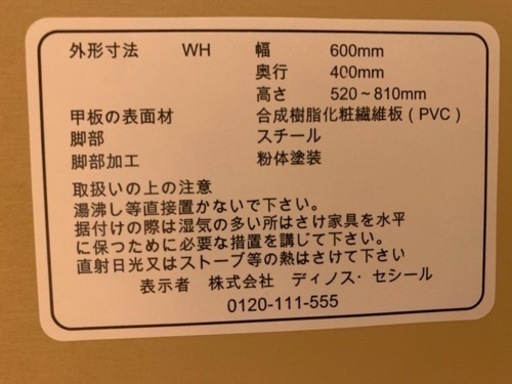 外形寸法 WH 幅 600mm
奥行 400mm
高さ 520~810mm
甲板の表面材 合成樹脂化粧繊維板(PVC)
脚部 スチール
脚部加工 粉体塗装
取扱いの上の注意
湯沸し等直接置かないで下さい。
据付けの際は湿気の多い所はさけ家具を水平
に保つために必要な措置を講じて下さい。
直射日光又はストーブ等の熱はさけて下さい
表示者 株式会社 ディノス・セシール
0120-111-555